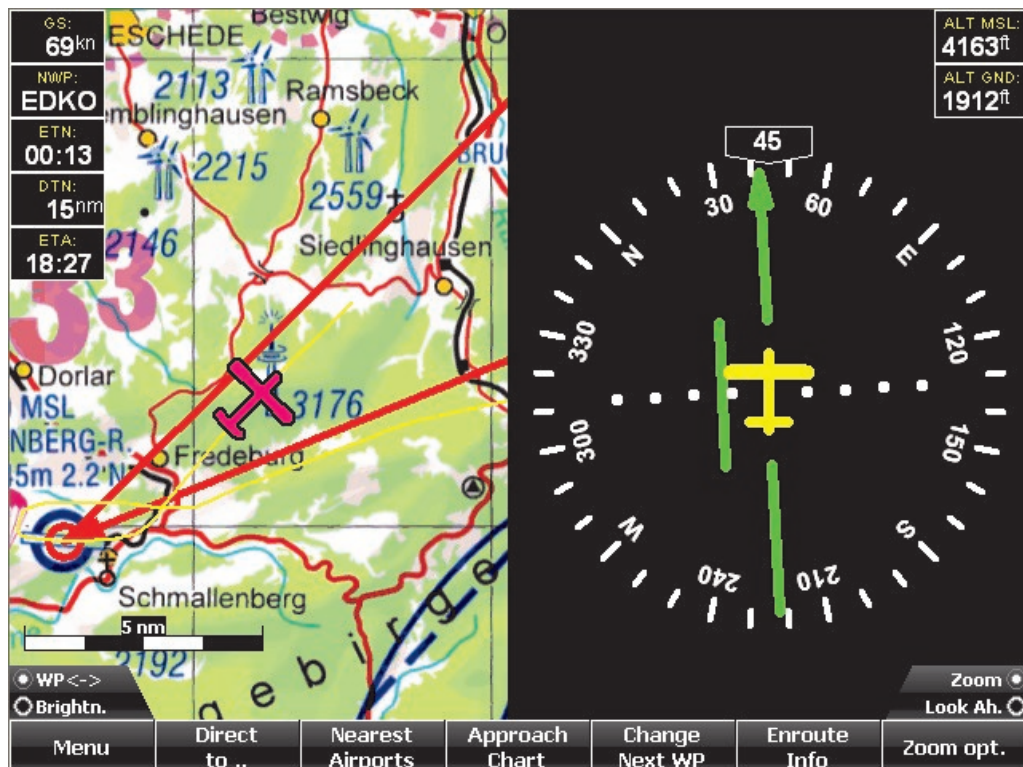 GS:
69kn
NWP:
EDKO
ETN:
00:13
DTN:
15nm
ETA:
18:27
ESCHEDE
Bestwig
2113
Ramsbeck
emblinghausen
2215
2559
BRU
2146
Siedlinghausen
33
Dorlar
MSL
NBERG-R.
5m 2.2 N
3176
Fredeburg
Schmallenberg
5 nm
2192
g e b i r g e
ALT MSL:
4163ft
ALT GND:
1912ft
45
30
60
N
E
330
120
300
150
W
S
240
210
WP<->
Brightn.
Zoom
Look Ah.
Menu
Direct
to ..
Nearest
Airports
Approach
Chart
Change
Next WP
Enroute
Info
Zoom opt.